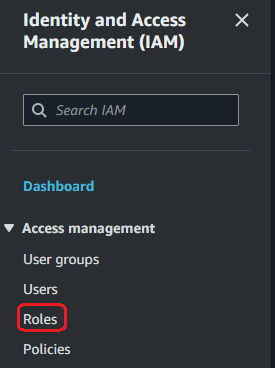 Identity and Access
Management (IAM)
Search IAM
Dashboard
Access management
User groups
Users
Roles
Policies